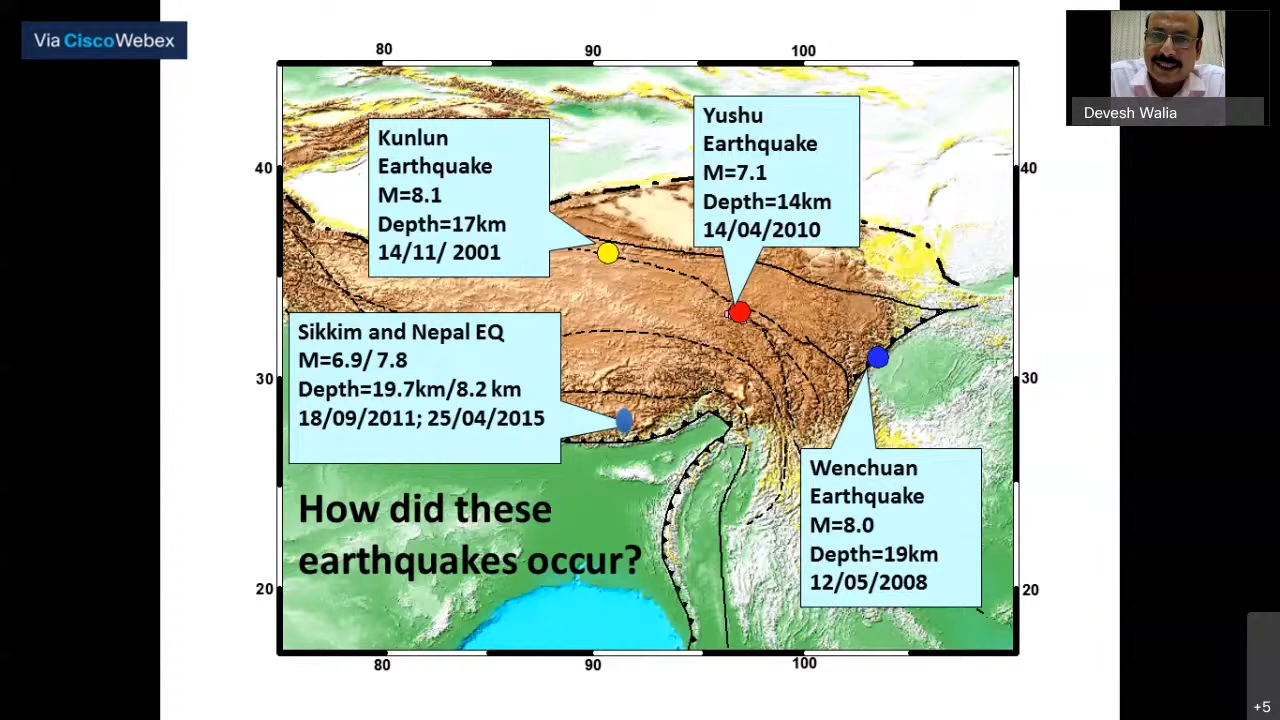 Via CiscoWebex
Devesh Walia
80
90
100
40
40
30
30
20
20
80
90
100
Kunlun
Earthquake
M=8.1
Depth=17km
14/11/ 2001
Yushu
Earthquake
M=7.1
Depth=14km
14/04/2010
Sikkim and Nepal EQ
M=6.9/ 7.8
Depth=19.7km/8.2 km
18/09/2011; 25/04/2015
Wenchuan
Earthquake
M=8.0
Depth=19km
12/05/2008
How did these
earthquakes occur?
+5